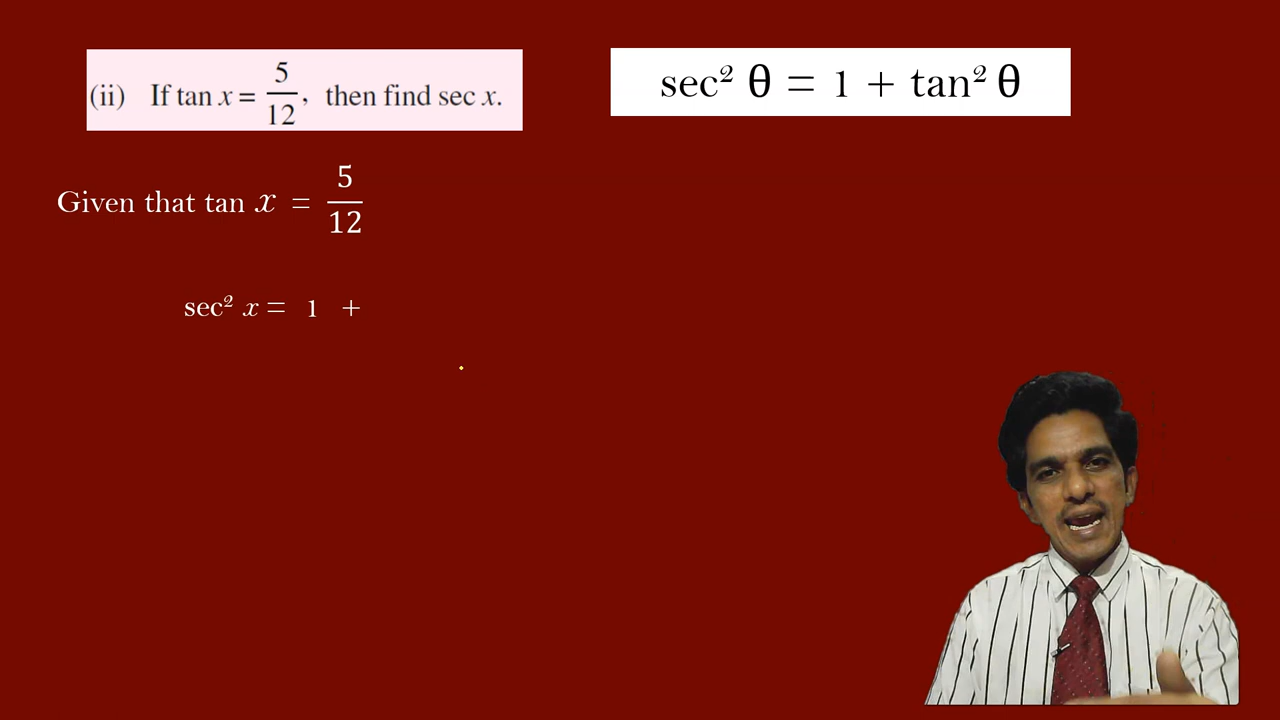 (ii) If tan x = 5/12, then find sec x.
sec² θ = 1 + tan² θ
Given that tan x = 5/12
sec² x = 1 +